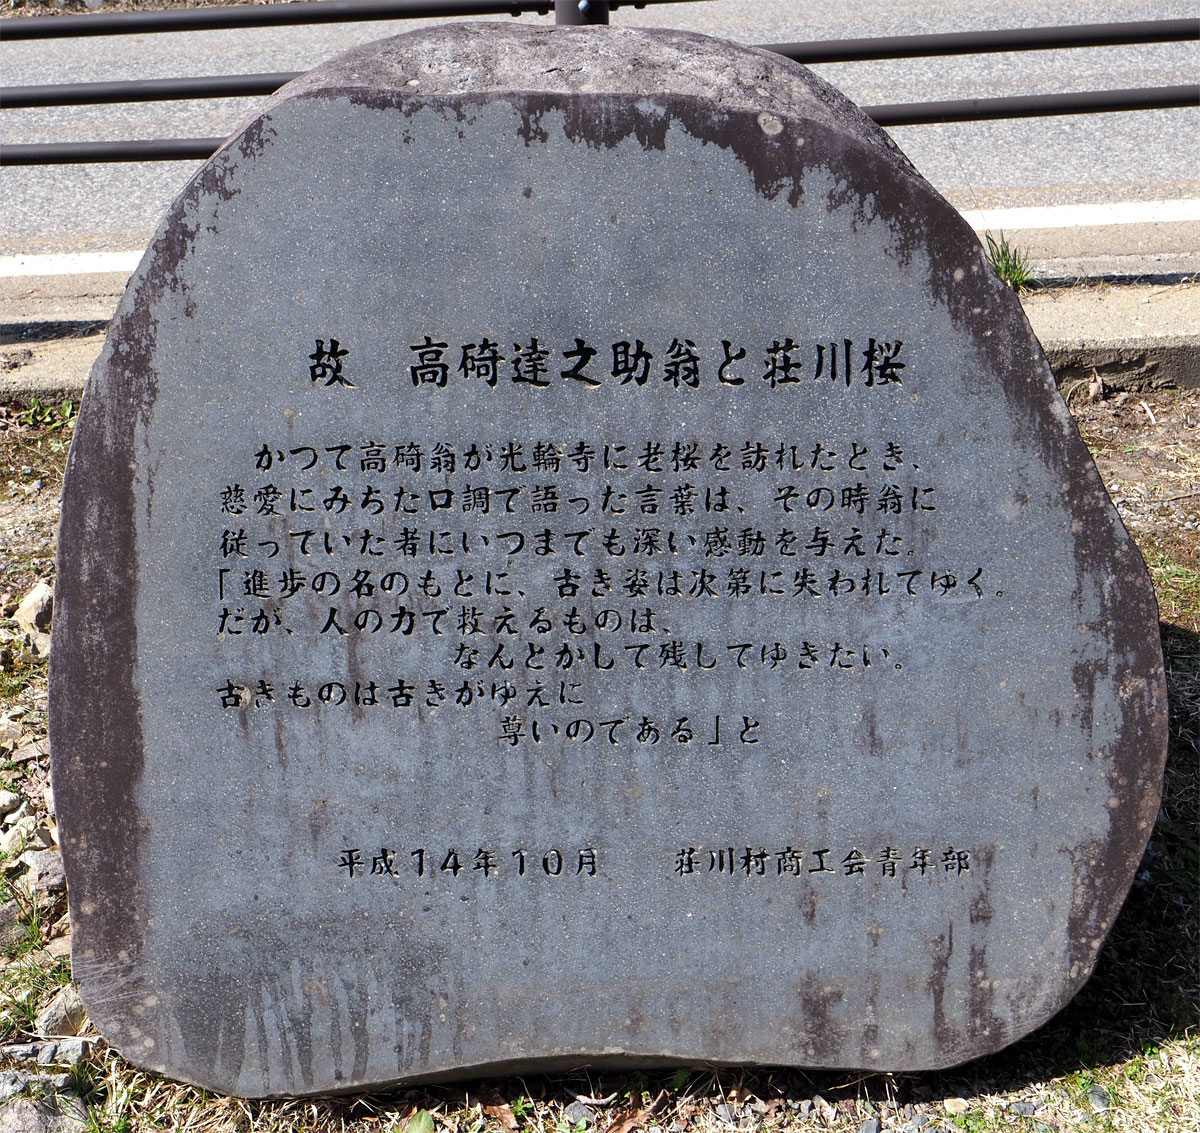 故　高碕達之助翁と荘川桜
かつて高碕翁が光輪寺に老桜を訪れたとき、
慈愛にみちた口調で語った言葉は、その時翁に
従っていた者にいつまでも深い感動を与えた。
「進歩の名のもとに、古き姿は次第に失われてゆく。
だが、人の力で救えるものは、
なんとかして残してゆきたい。
古きものは古きがゆえに
尊いのである」と
平成14年10月　荘川村商工会青年部